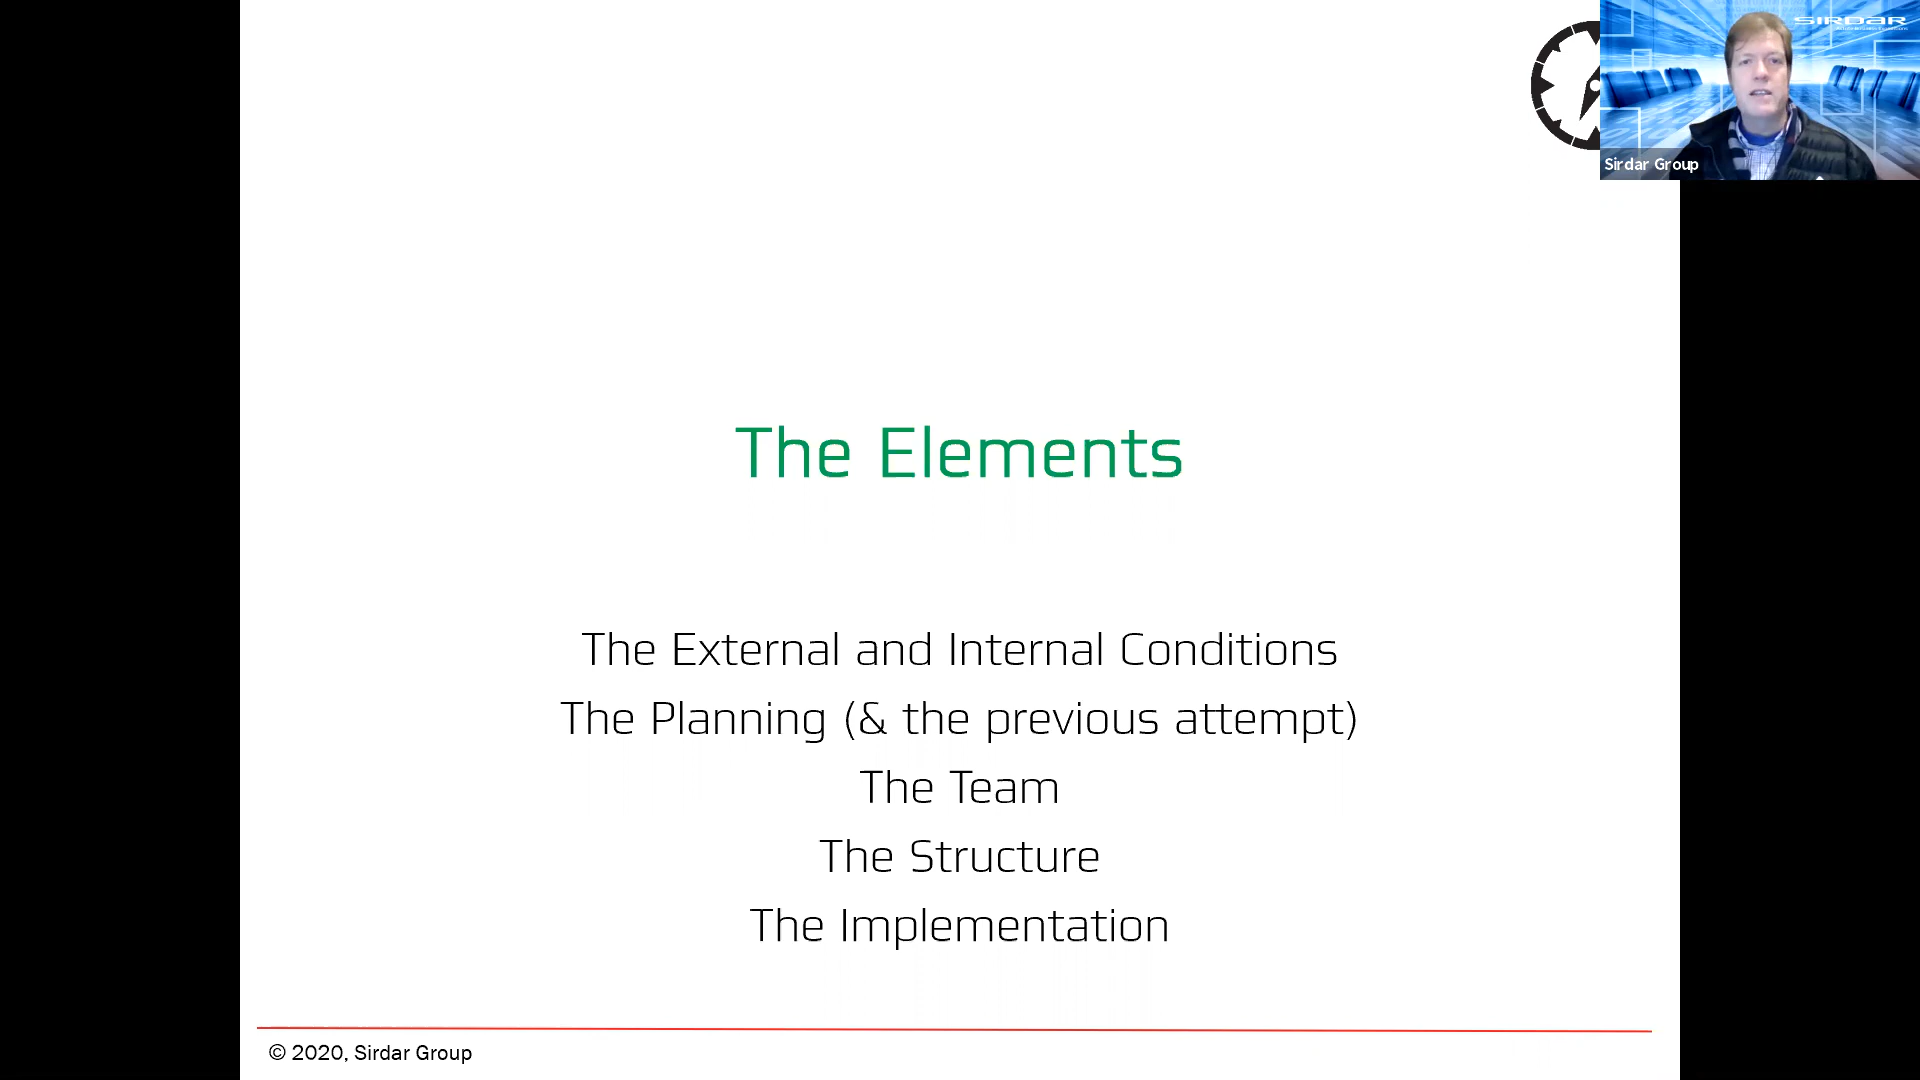 SIRDAR
Sirdar Group
The Elements
The External and Internal Conditions
The Planning (& the previous attempt)
The Team
The Structure
The Implementation
© 2020, Sirdar Group